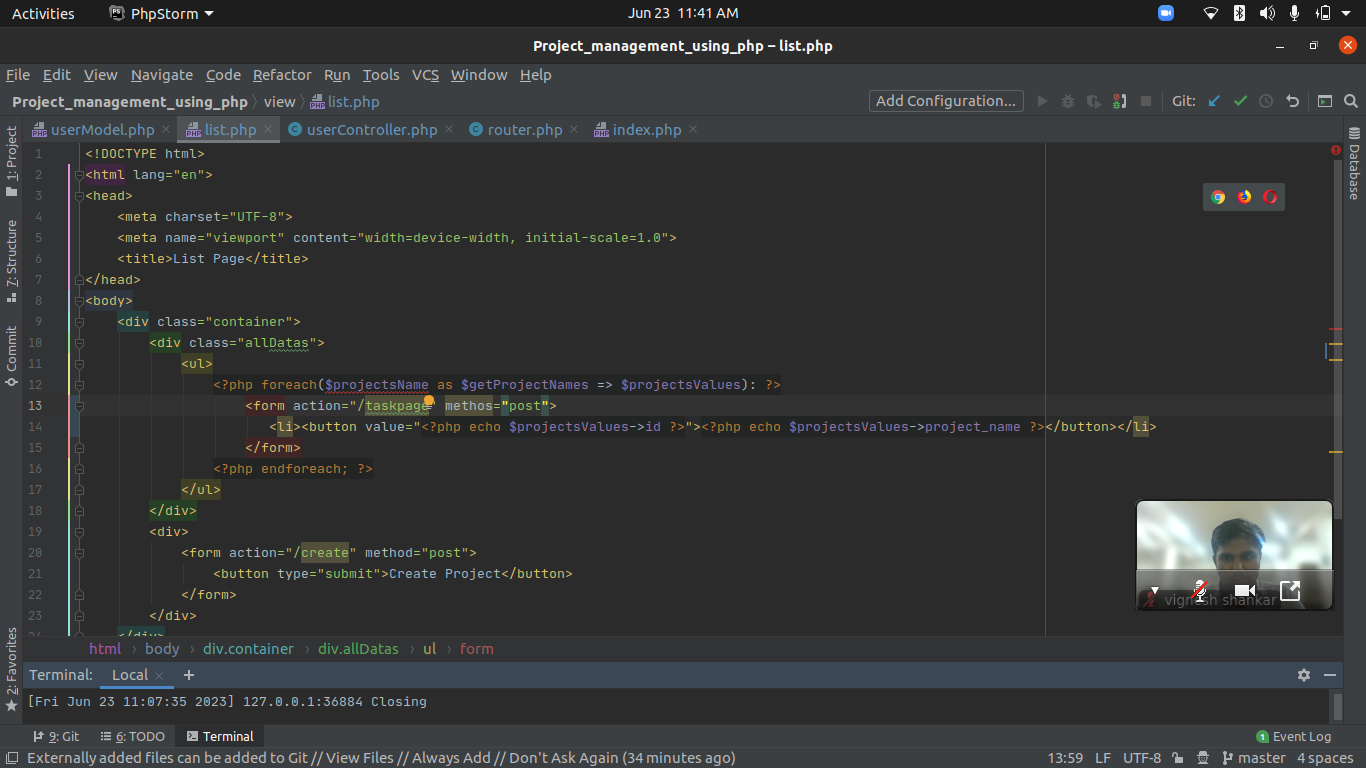 Activities PhpStorm Jun 23 11:41 AM
Project_management_using_php – list.php
File Edit View Navigate Code Refactor Run Tools VCS Window Help
Project_management_using_php view list.php Add Configuration... Git:
userModel.php list.php userController.php router.php index.php
1: Project
7: Structure
Commit
2: Favorites
Database
1 <!DOCTYPE html>
2 <html lang="en">
3 <head>
4 <meta charset="UTF-8">
5 <meta name="viewport" content="width=device-width, initial-scale=1.0">
6 <title>List Page</title>
7 </head>
8 <body>
9 <div class="container">
10 <div class="allDatas">
11 <ul>
12 <?php foreach($projectsName as $getProjectNames => $projectsValues): ?>
13 <form action="/taskpage" methos="post">
14 <li><button value="<?php echo $projectsValues->id ?>"><?php echo $projectsValues->project_name ?></button></li>
15 </form>
16 <?php endforeach; ?>
17 </ul>
18 </div>
19 <div>
20 <form action="/create" method="post">
21 <button type="submit">Create Project</button>
22 </form>
23 </div>
24 </div>
vignesh shankar
html body div.container div.allDatas ul form
Terminal: Local
[Fri Jun 23 11:07:35 2023] 127.0.0.1:36884 Closing
9: Git 6: TODO Terminal 1 Event Log
Externally added files can be added to Git // View Files // Always Add // Don't Ask Again (34 minutes ago) 13:59 LF UTF-8 master 4 spaces